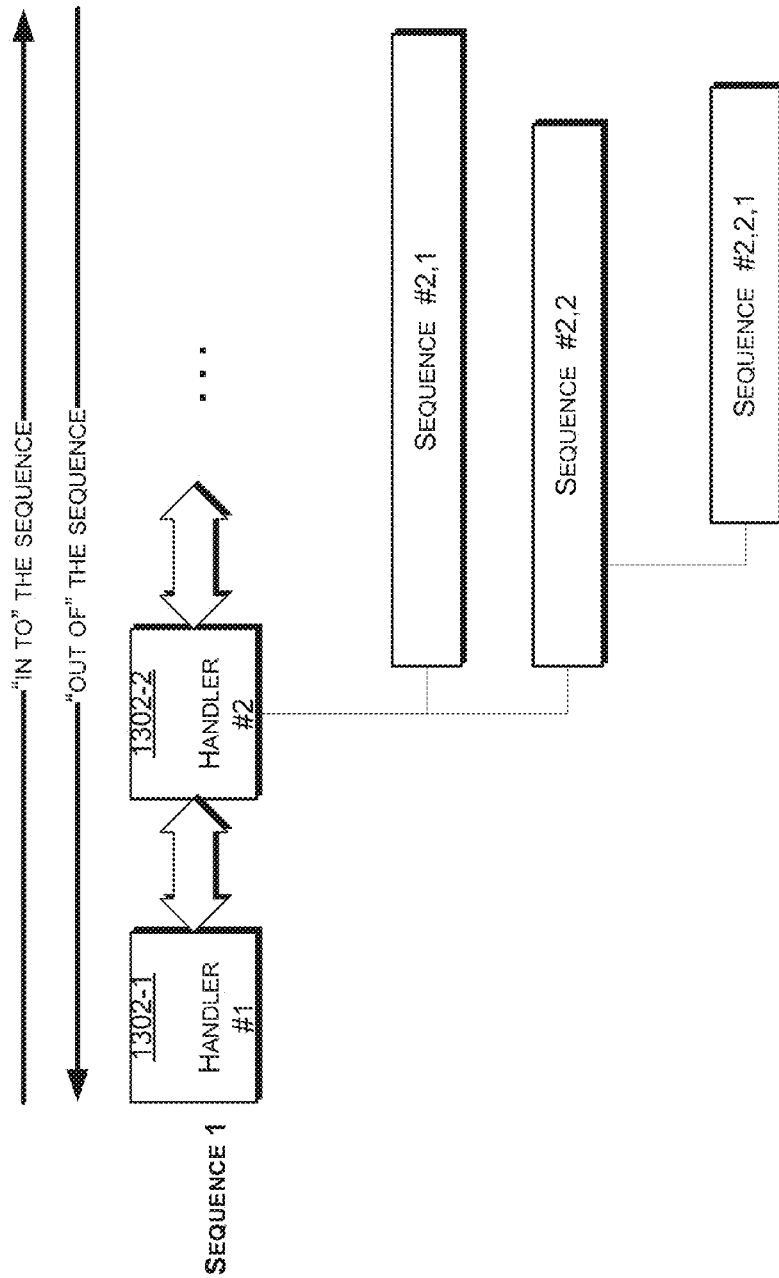 "IN TO" THE SEQUENCE
"OUT OF" THE SEQUENCE
SEQUENCE 1
1302-1
HANDLER
#1
1302-2
HANDLER
#2
...
SEQUENCE #2,1
SEQUENCE #2,2
SEQUENCE #2,2,1